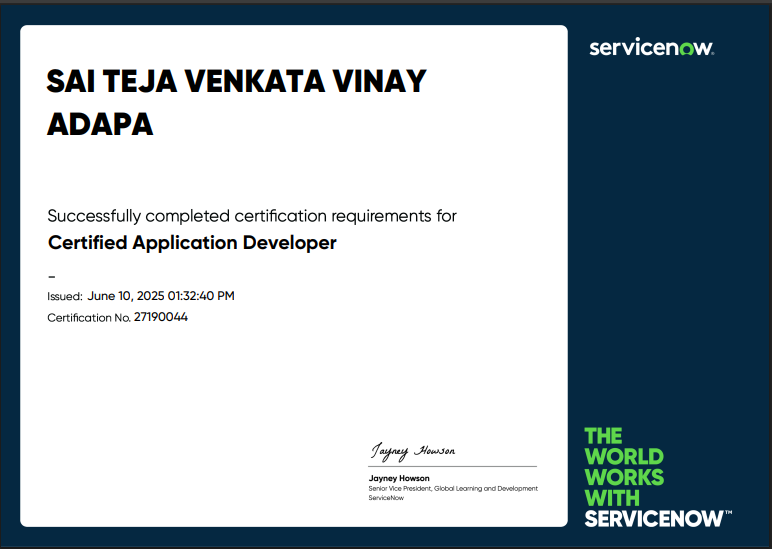 servicenow
SAI TEJA VENKATA VINAY
ADAPA
Successfully completed certification requirements for
Certified Application Developer
–
Issued: June 10, 2025 01:32:40 PM
Certification No. 27190044
Jayney Howson
Jayney Howson
Senior Vice President, Global Learning and Development
ServiceNow
THE
WORLD
WORKS
WITH
SERVICENOW™